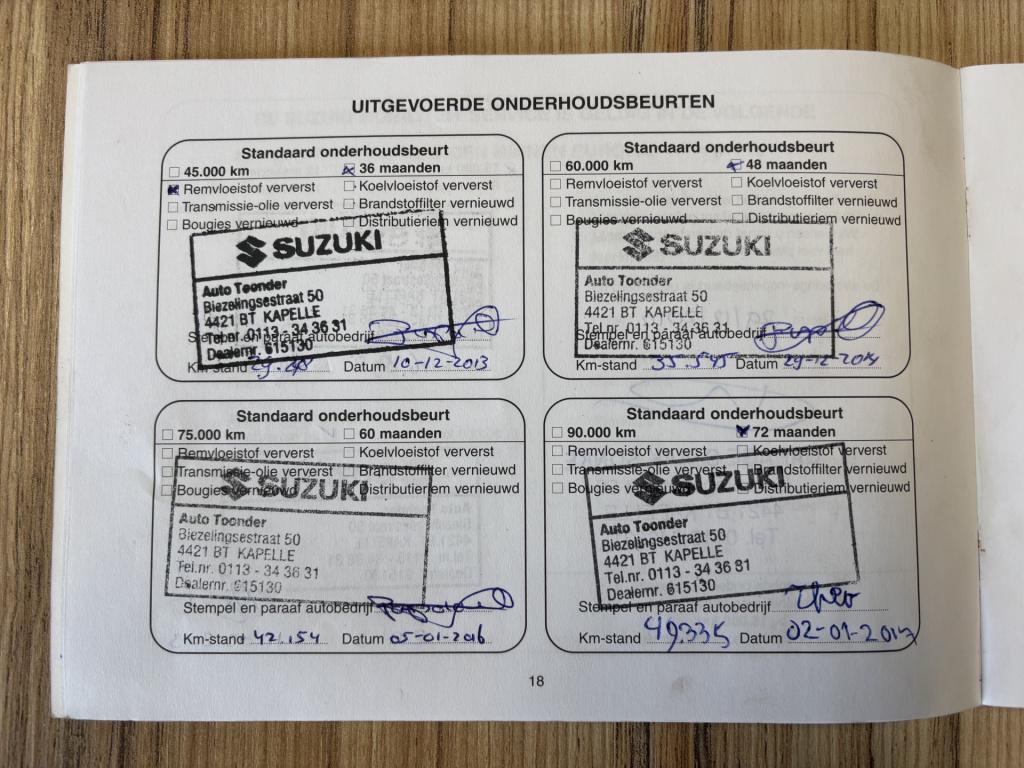 UITGEVOERDE ONDERHOUDSBEURTEN
Standaard onderhoudsbeurt
45.000 km 36 maanden
Remvloeistof ververst Koelvloeistof ververst
Transmissie-olie ververst Brandstoffilter vernieuwd
Bougies vernieuwd Distributieriem vernieuwd
SUZUKI
Auto Toonder
Biezelingsestraat 50
4421 BT KAPELLE
Tel.nr. 0113 - 34 36 31
Stempel en paraaf autobedrijf
Dealernr. 615130
Km-stand Datum 10-12-2013
Standaard onderhoudsbeurt
60.000 km 48 maanden
Remvloeistof ververst Koelvloeistof ververst
Transmissie-olie ververst Brandstoffilter vernieuwd
Bougies vernieuwd Distributieriem vernieuwd
SUZUKI
Auto Toonder
Biezelingsestraat 50
4421 BT KAPELLE
Tel.nr. 0113 - 34 36 31
Stempel en paraaf autobedrijf
Dealernr. 615130
Km-stand 35.545 Datum 29-12-2014
Standaard onderhoudsbeurt
75.000 km 60 maanden
Remvloeistof ververst Koelvloeistof ververst
Transmissie-olie ververst Brandstoffilter vernieuwd
Bougies vernieuwd Distributieriem vernieuwd
SUZUKI
Auto Toonder
Biezelingsestraat 50
4421 BT KAPELLE
Tel.nr. 0113 - 34 36 31
Dealernr. 615130
Stempel en paraaf autobedrijf
Km-stand 42.154 Datum 05-01-2016
Standaard onderhoudsbeurt
90.000 km 72 maanden
Remvloeistof ververst Koelvloeistof ververst
Transmissie-olie ververst Brandstoffilter vernieuwd
Bougies vernieuwd Distributieriem vernieuwd
SUZUKI
Auto Toonder
Biezelingsestraat 50
4421 BT KAPELLE
Tel.nr. 0113 - 34 36 31
Dealernr. 615130
Stempel en paraaf autobedrijf
Km-stand 49335 Datum 02-01-2017
18